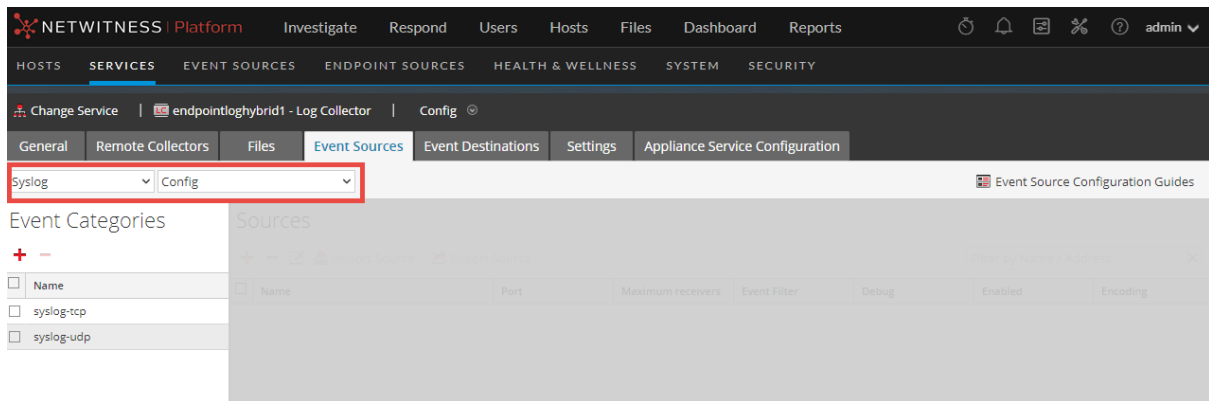 NETWITNESS | Platform Investigate Respond Users Hosts Files Dashboard Reports admin
HOSTS SERVICES EVENT SOURCES ENDPOINT SOURCES HEALTH & WELLNESS SYSTEM SECURITY
Change Service | LC endpointloghybrid1 - Log Collector | Config
General Remote Collectors Files Event Sources Event Destinations Settings Appliance Service Configuration
Syslog Config Event Source Configuration Guides
Event Categories Sources
Name
Name Port Maximum receivers Event Filter Debug Enabled Encoding
syslog-tcp
syslog-udp